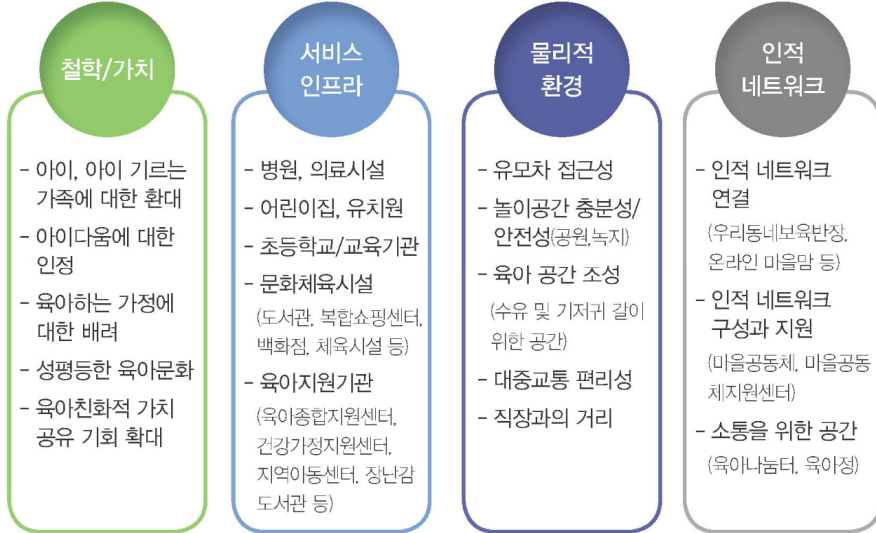 철학/가치
- 아이, 아이 기르는
가족에 대한 환대
- 아이다움에 대한
인정
- 육아하는 가정에
대한 배려
- 성평등한 육아문화
- 육아친화적 가치
공유 기회 확대
서비스
인프라
- 병원, 의료시설
- 어린이집, 유치원
- 초등학교/교육기관
- 문화체육시설
(도서관, 복합쇼핑센터,
백화점, 체육시설 등)
- 육아지원기관
(육아종합지원센터,
건강가정지원센터,
지역아동센터, 장난감
도서관 등)
물리적
환경
- 유모차 접근성
- 놀이공간 충분성/
안전성(공원,녹지)
- 육아 공간 조성
(수유 및 기저귀 갈이
위한 공간)
- 대중교통 편리성
- 직장과의 거리
인적
네트워크
- 인적 네트워크
연결
(우리동네보육반장,
온라인 마을맘 등)
- 인적 네트워크
구성과 지원
(마을공동체, 마을공동
체지원센터)
- 소통을 위한 공간
(육아나눔터, 육아정)